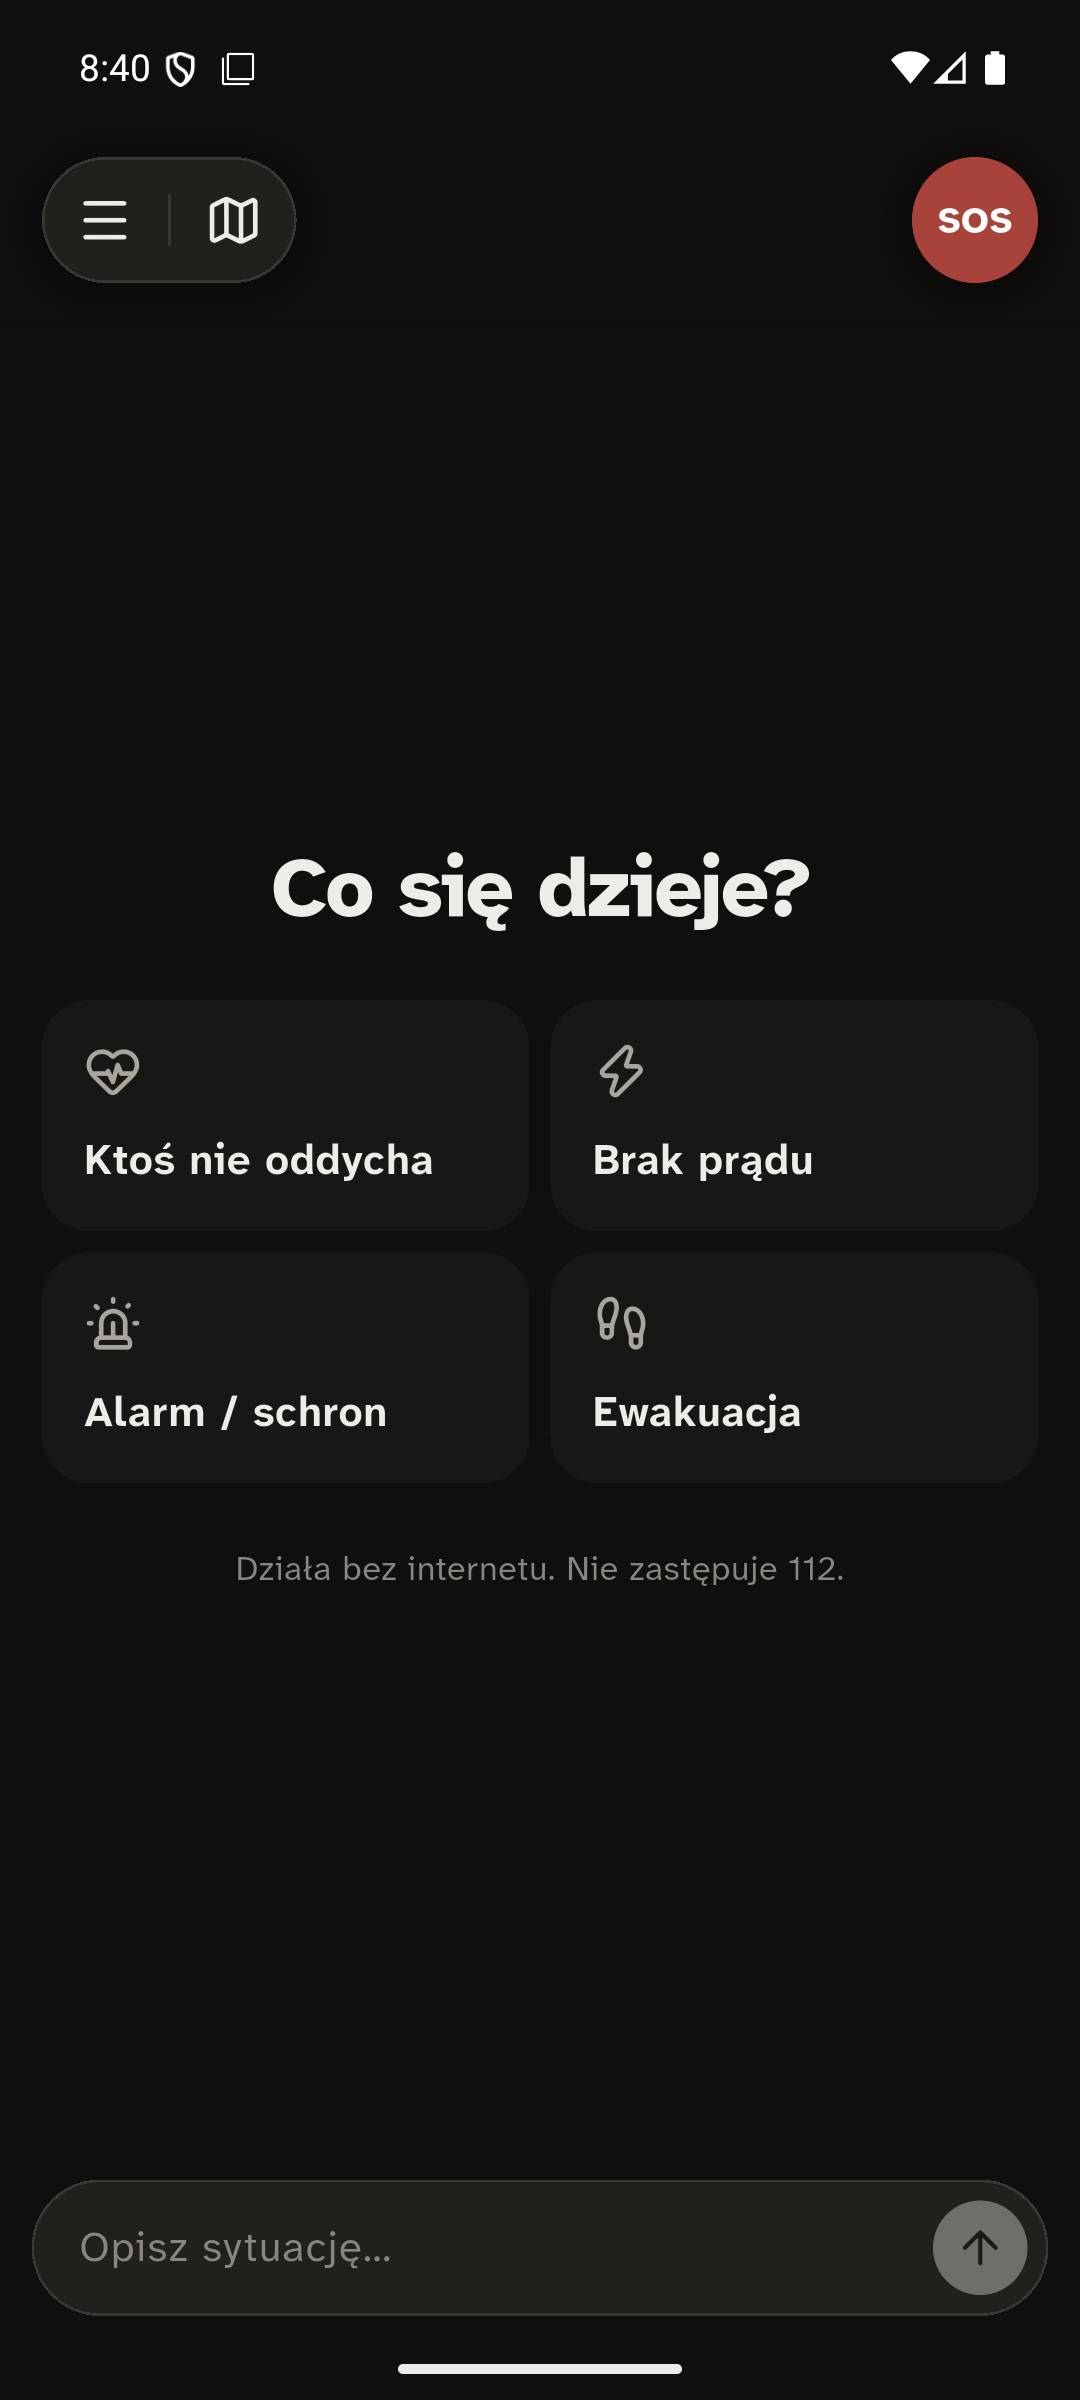 8:40
SOS
Co się dzieje?
Ktoś nie oddycha
Brak prądu
Alarm / schron
Ewakuacja
Działa bez internetu. Nie zastępuje 112.
Opisz sytuację...